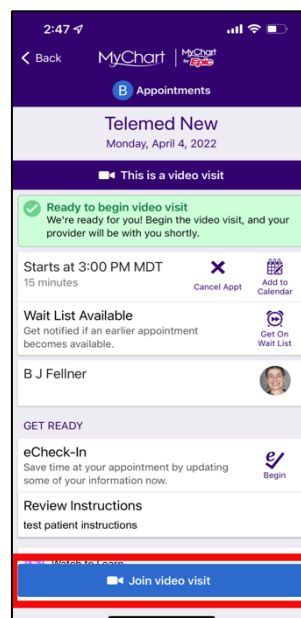 2:47
Back
MyChart
MyChart
by Epic
B Appointments
Telemed New
Monday, April 4, 2022
This is a video visit
Ready to begin video visit
We're ready for you! Begin the video visit, and your
provider will be with you shortly.
Starts at 3:00 PM MDT
15 minutes
Cancel Appt
Add to
Calendar
Wait List Available
Get notified if an earlier appointment
becomes available.
Get On
Wait List
B J Fellner
GET READY
eCheck-In
Save time at your appointment by updating
some of your information now.
Begin
Review Instructions
test patient instructions
Watch to Learn
Join video visit